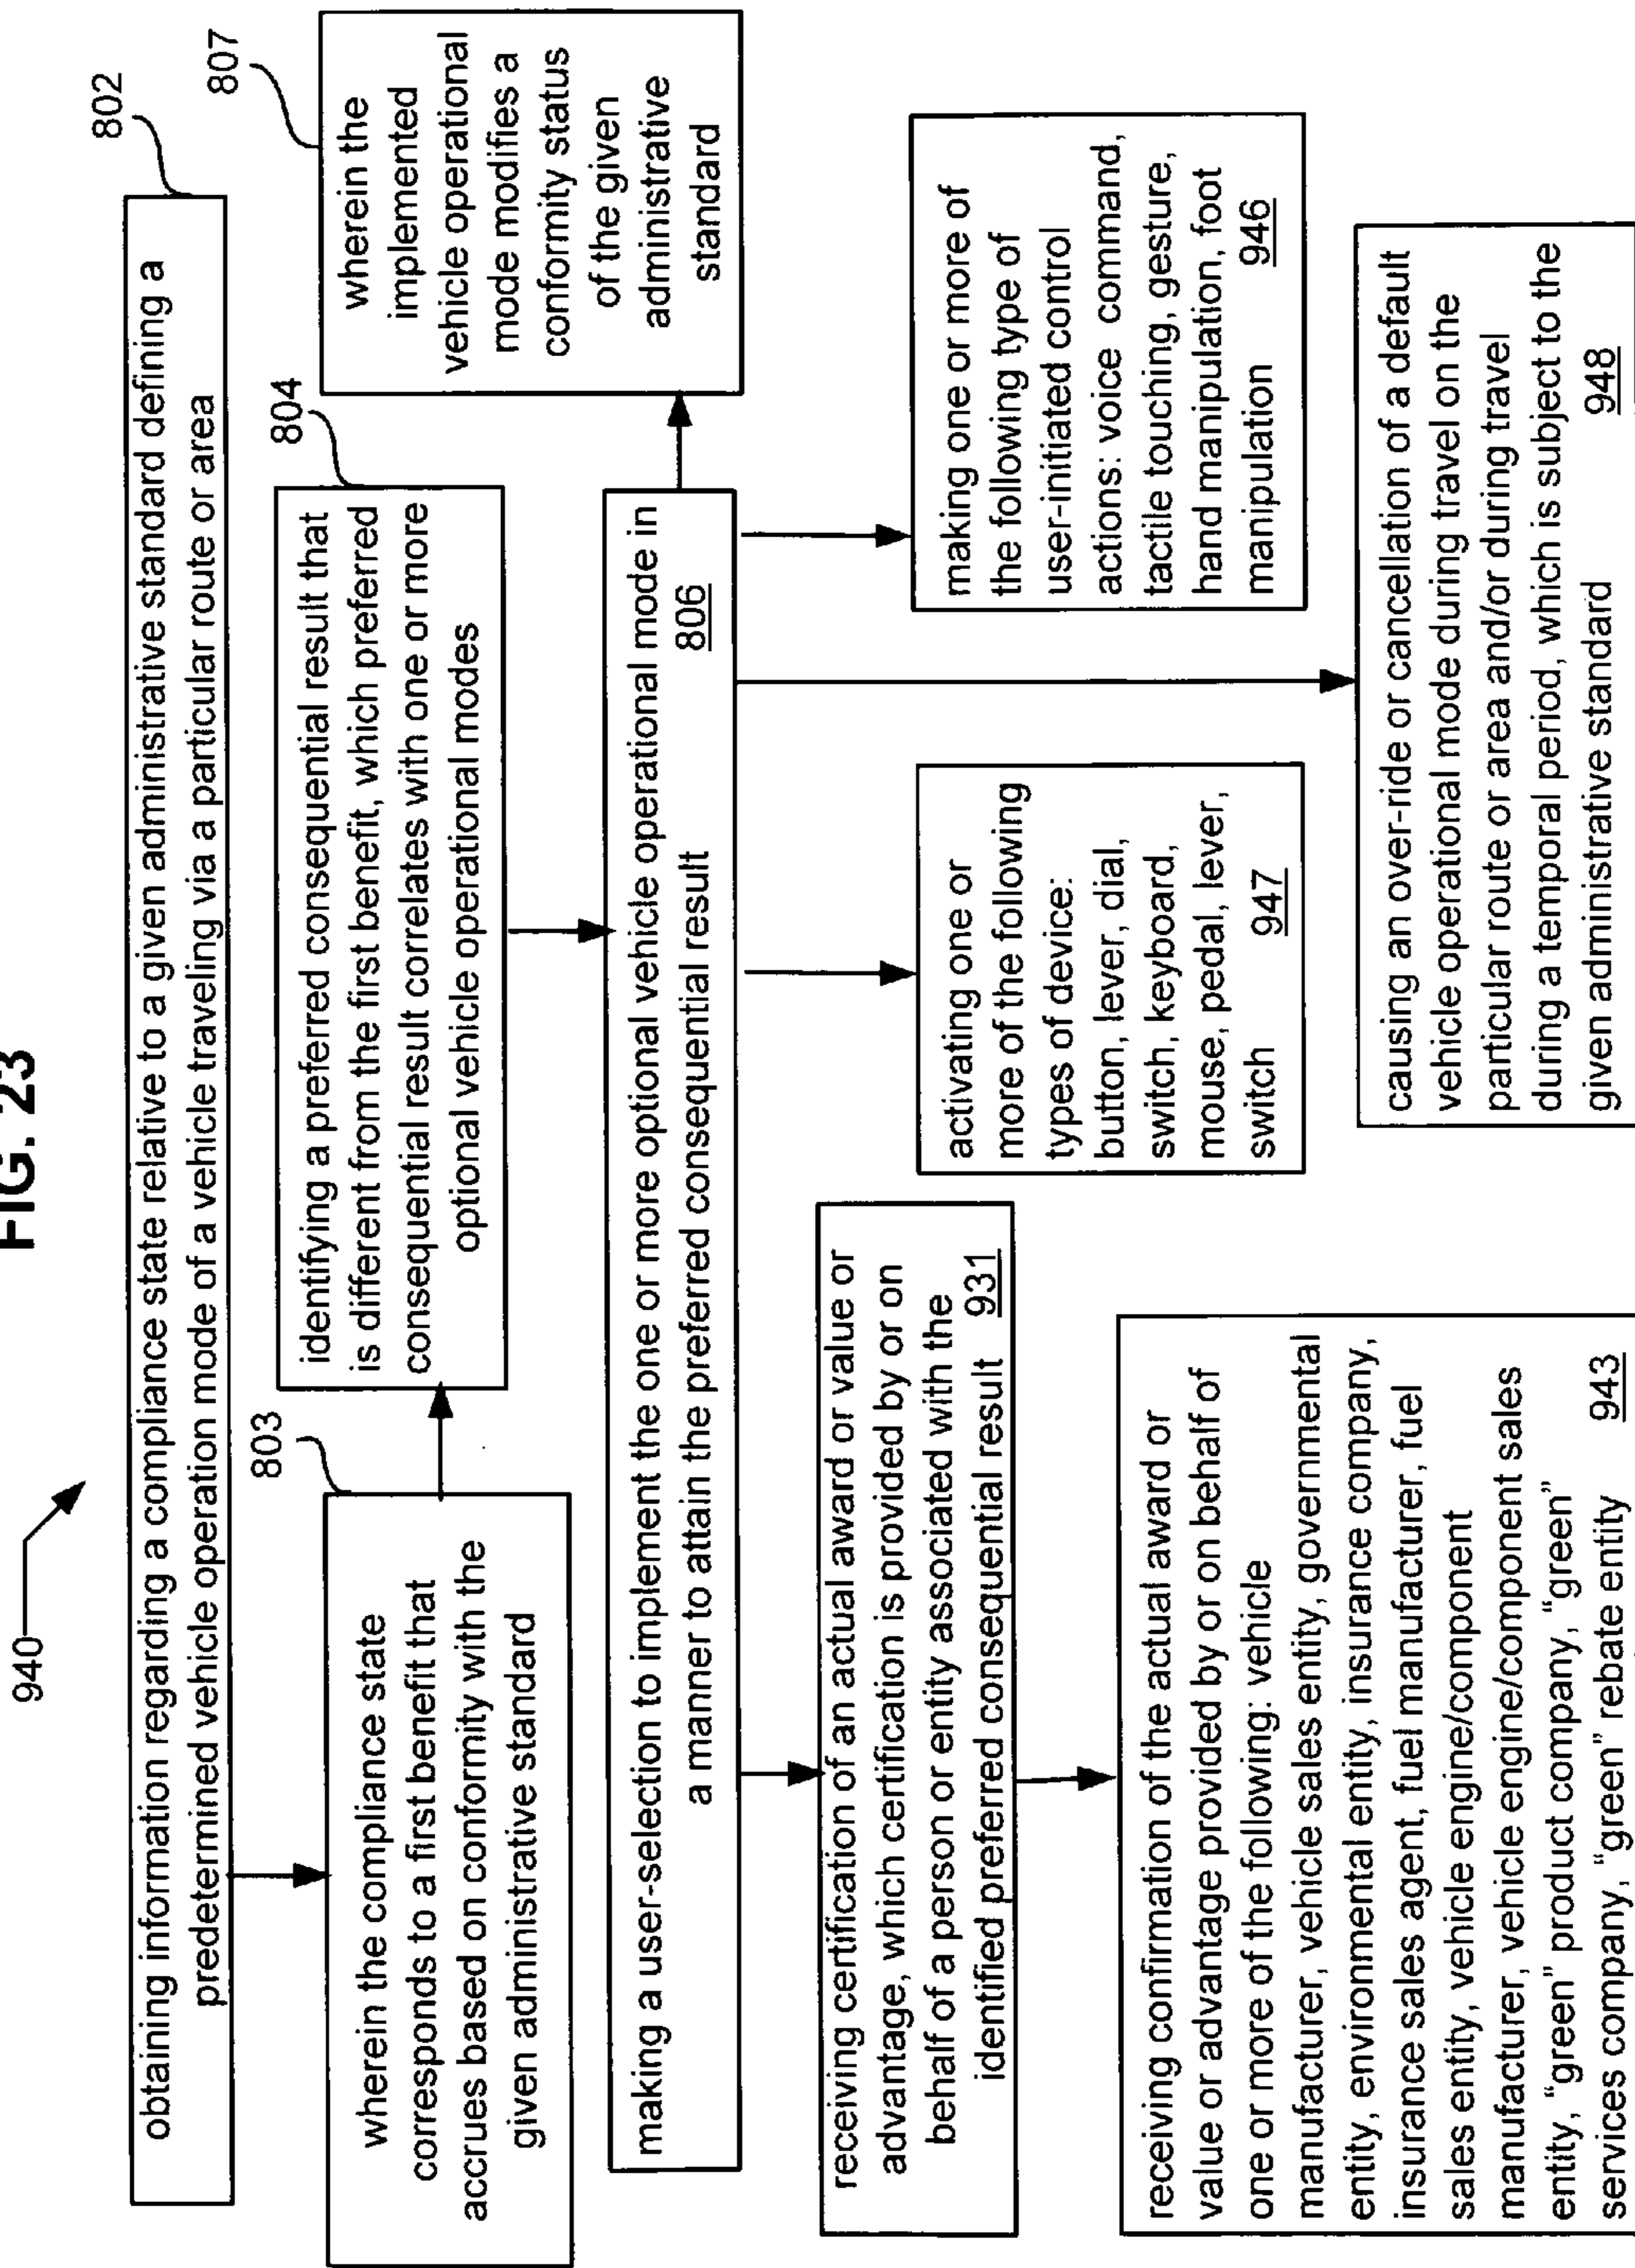 FIG. 23
940
802
obtaining information regarding a compliance state relative to a given administrative standard defining a
predetermined vehicle operation mode of a vehicle traveling via a particular route or area
803
wherein the compliance state
corresponds to a first benefit that
accrues based on conformity with the
given administrative standard
804
identifying a preferred consequential result that
is different from the first benefit, which preferred
consequential result correlates with one or more
optional vehicle operational modes
807
wherein the
implemented
vehicle operational
mode modifies a
conformity status
of the given
administrative
standard
making a user-selection to implement the one or more optional vehicle operational mode in
a manner to attain the preferred consequential result 806
receiving certification of an actual award or value or
advantage, which certification is provided by or on
behalf of a person or entity associated with the
identified preferred consequential result 931
activating one or
more of the following
types of device:
button, lever, dial,
switch, keyboard,
mouse, pedal, lever,
switch 947
making one or more of
the following type of
user-initiated control
actions: voice command,
tactile touching, gesture,
hand manipulation, foot
manipulation 946
receiving confirmation of the actual award or
value or advantage provided by or on behalf of
one or more of the following: vehicle
manufacturer, vehicle sales entity, governmental
entity, environmental entity, insurance company,
insurance sales agent, fuel manufacturer, fuel
sales entity, vehicle engine/component
manufacturer, vehicle engine/component sales
entity, “green” product company, “green”
services company, “green” rebate entity 943
causing an over-ride or cancellation of a default
vehicle operational mode during travel on the
particular route or area and/or during travel
during a temporal period, which is subject to the
given administrative standard 948